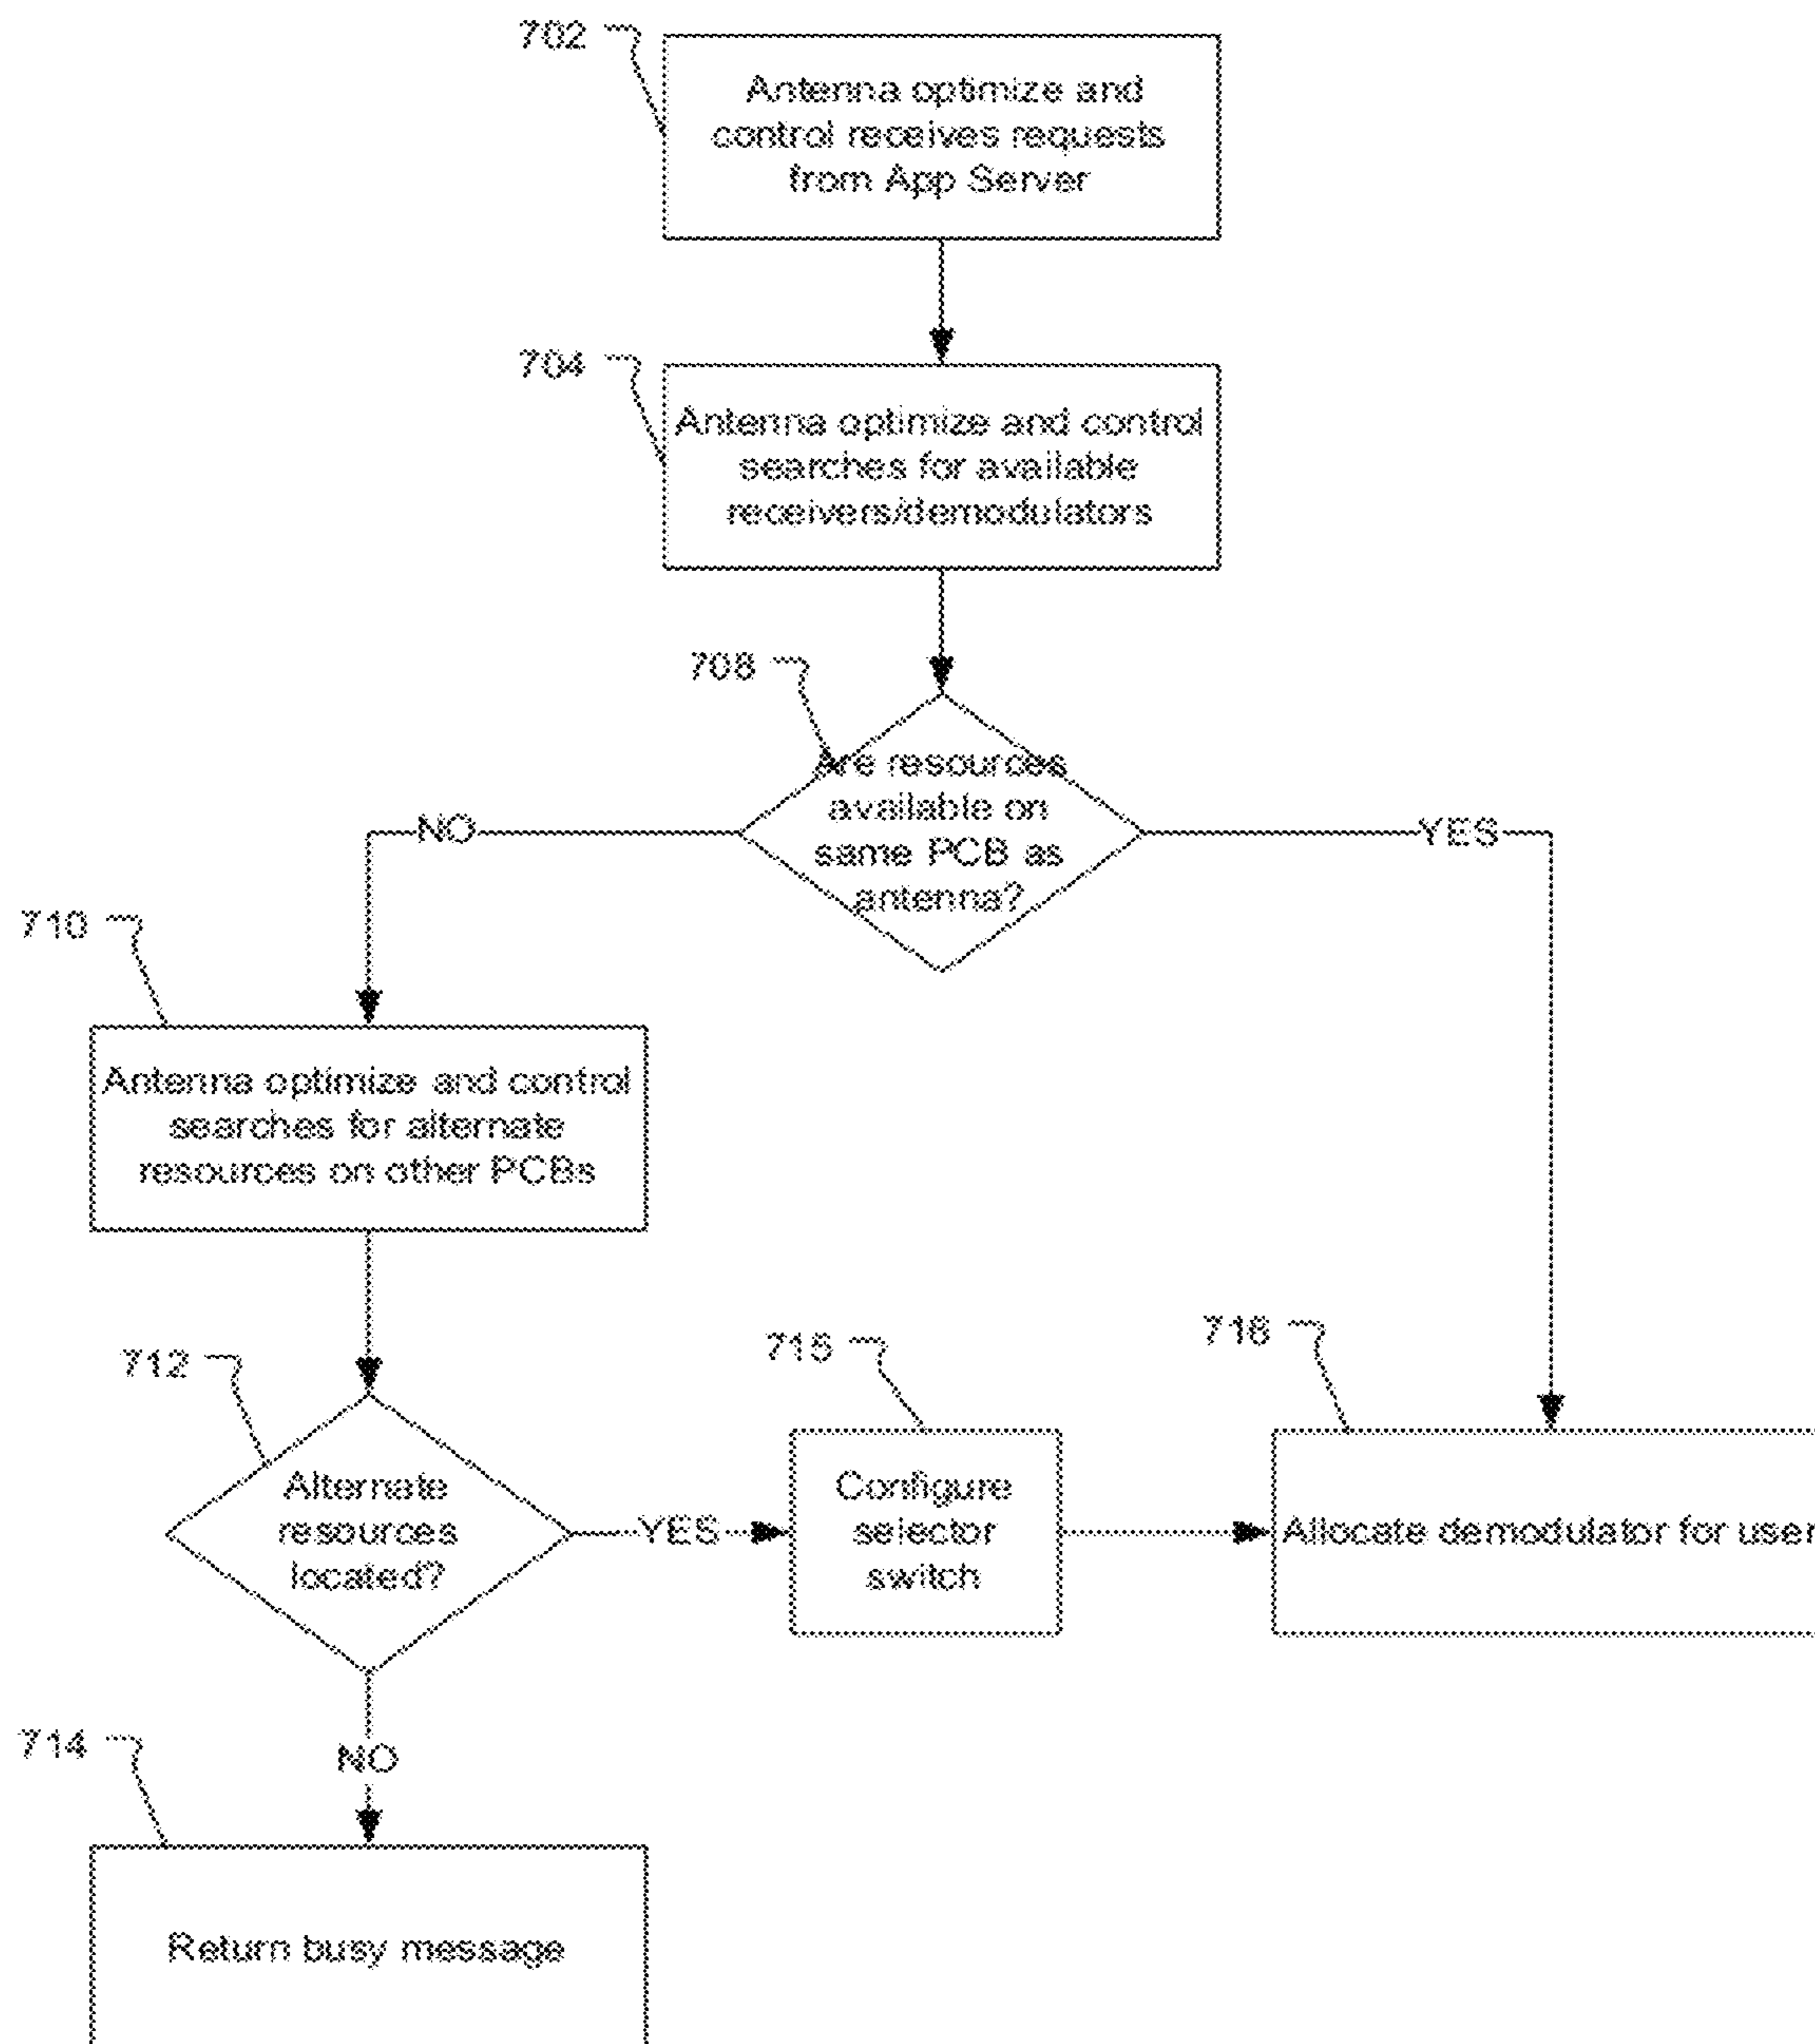 702
Antenna optimize and
control receives requests
from App Server
704
Antenna optimize and control
searches for available
receivers/demodulators
708
Are resources
available on
same PCB as
antenna?
NO
YES
710
Antenna optimize and control
searches for alternate
resources on other PCBs
712
Alternate
resources
located?
YES
715
Configure
selector
switch
716
Allocate demodulator for user
NO
714
Return busy message